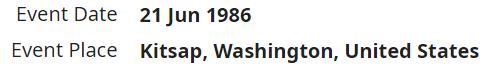 Event Date 21 Jun 1986
Event Place Kitsap, Washington, United States